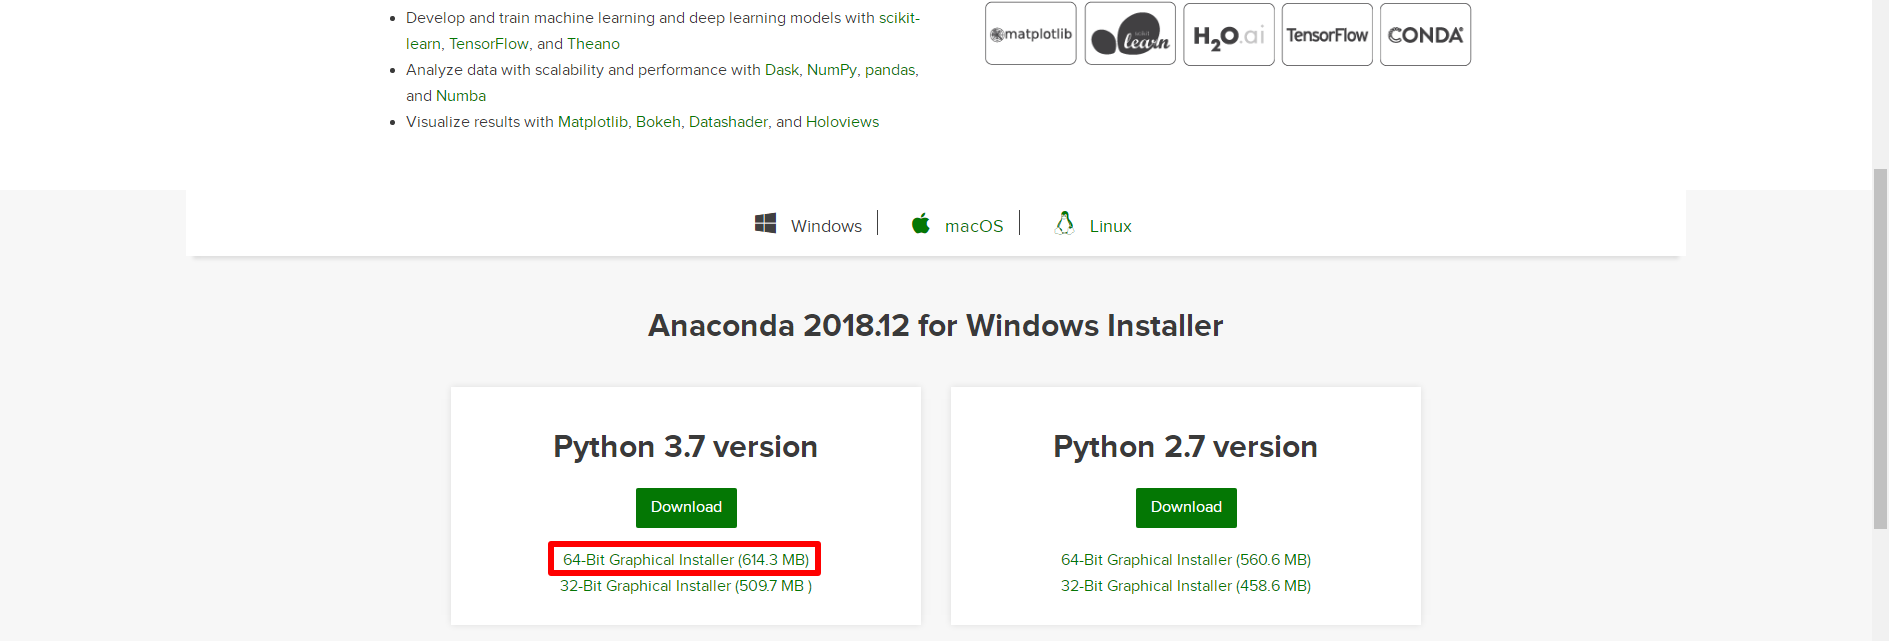 Develop and train machine learning and deep learning models with scikit-
learn, TensorFlow, and Theano
Analyze data with scalability and performance with Dask, NumPy, pandas,
and Numba
Visualize results with Matplotlib, Bokeh, Datashader, and Holoviews
matplotlib
scikit
learn
H2O.ai
TensorFlow
CONDA
Windows
macOS
Linux
Anaconda 2018.12 for Windows Installer
Python 3.7 version
Download
64-Bit Graphical Installer (614.3 MB)
32-Bit Graphical Installer (509.7 MB )
Python 2.7 version
Download
64-Bit Graphical Installer (560.6 MB)
32-Bit Graphical Installer (458.6 MB)